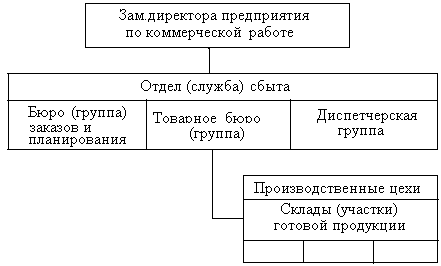 Зам.директора предприятия
по коммерческой работе
Отдел (служба) сбыта
Бюро (группа)
заказов и
планирования
Товарное бюро
(группа)
Диспетчерская
группа
Производственные цехи
Склады (участки)
готовой продукции